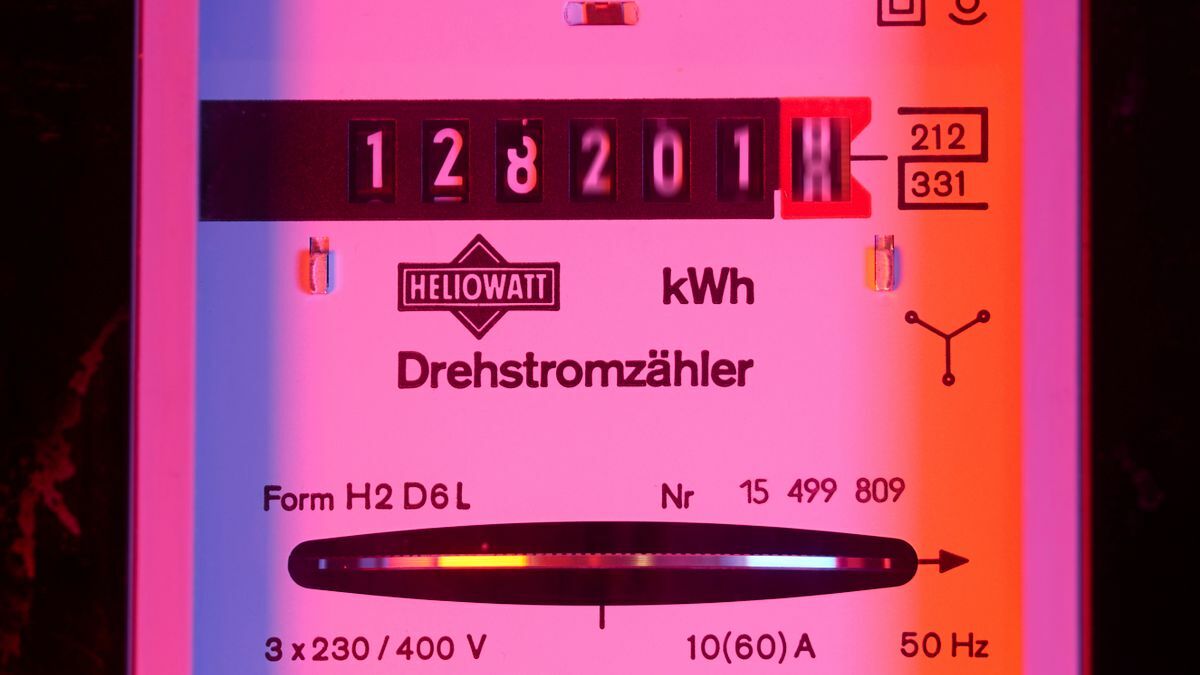 128201
212
331
HELIOWATT
kWh
Drehstromzähler
Form H2 D6L Nr 15 499 809
3 x 230 / 400 V 10(60) A 50 Hz